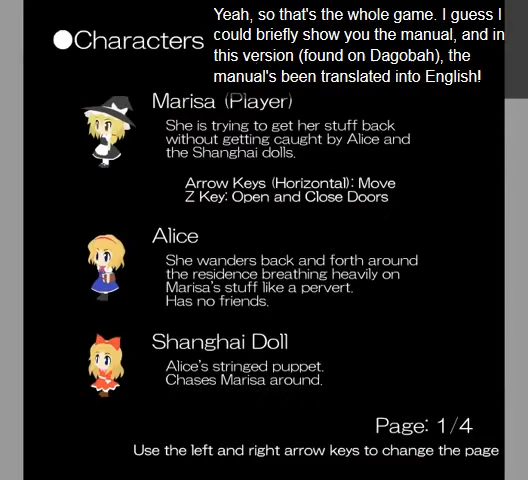 Yeah, so that's the whole game. I guess I
could briefly show you the manual, and in
this version (found on Dagobah), the
manual's been translated into English!
●Characters
Marisa (Player)
She is trying to get her stuff back
without getting caught by Alice and
the Shanghai dolls.
Arrow Keys (Horizontal): Move
Z Key: Open and Close Doors
Alice
She wanders back and forth around
the residence breathing heavily on
Marisa's stuff like a pervert.
Has no friends.
Shanghai Doll
Alice's stringed puppet.
Chases Marisa around.
Page: 1/4
Use the left and right arrow keys to change the page